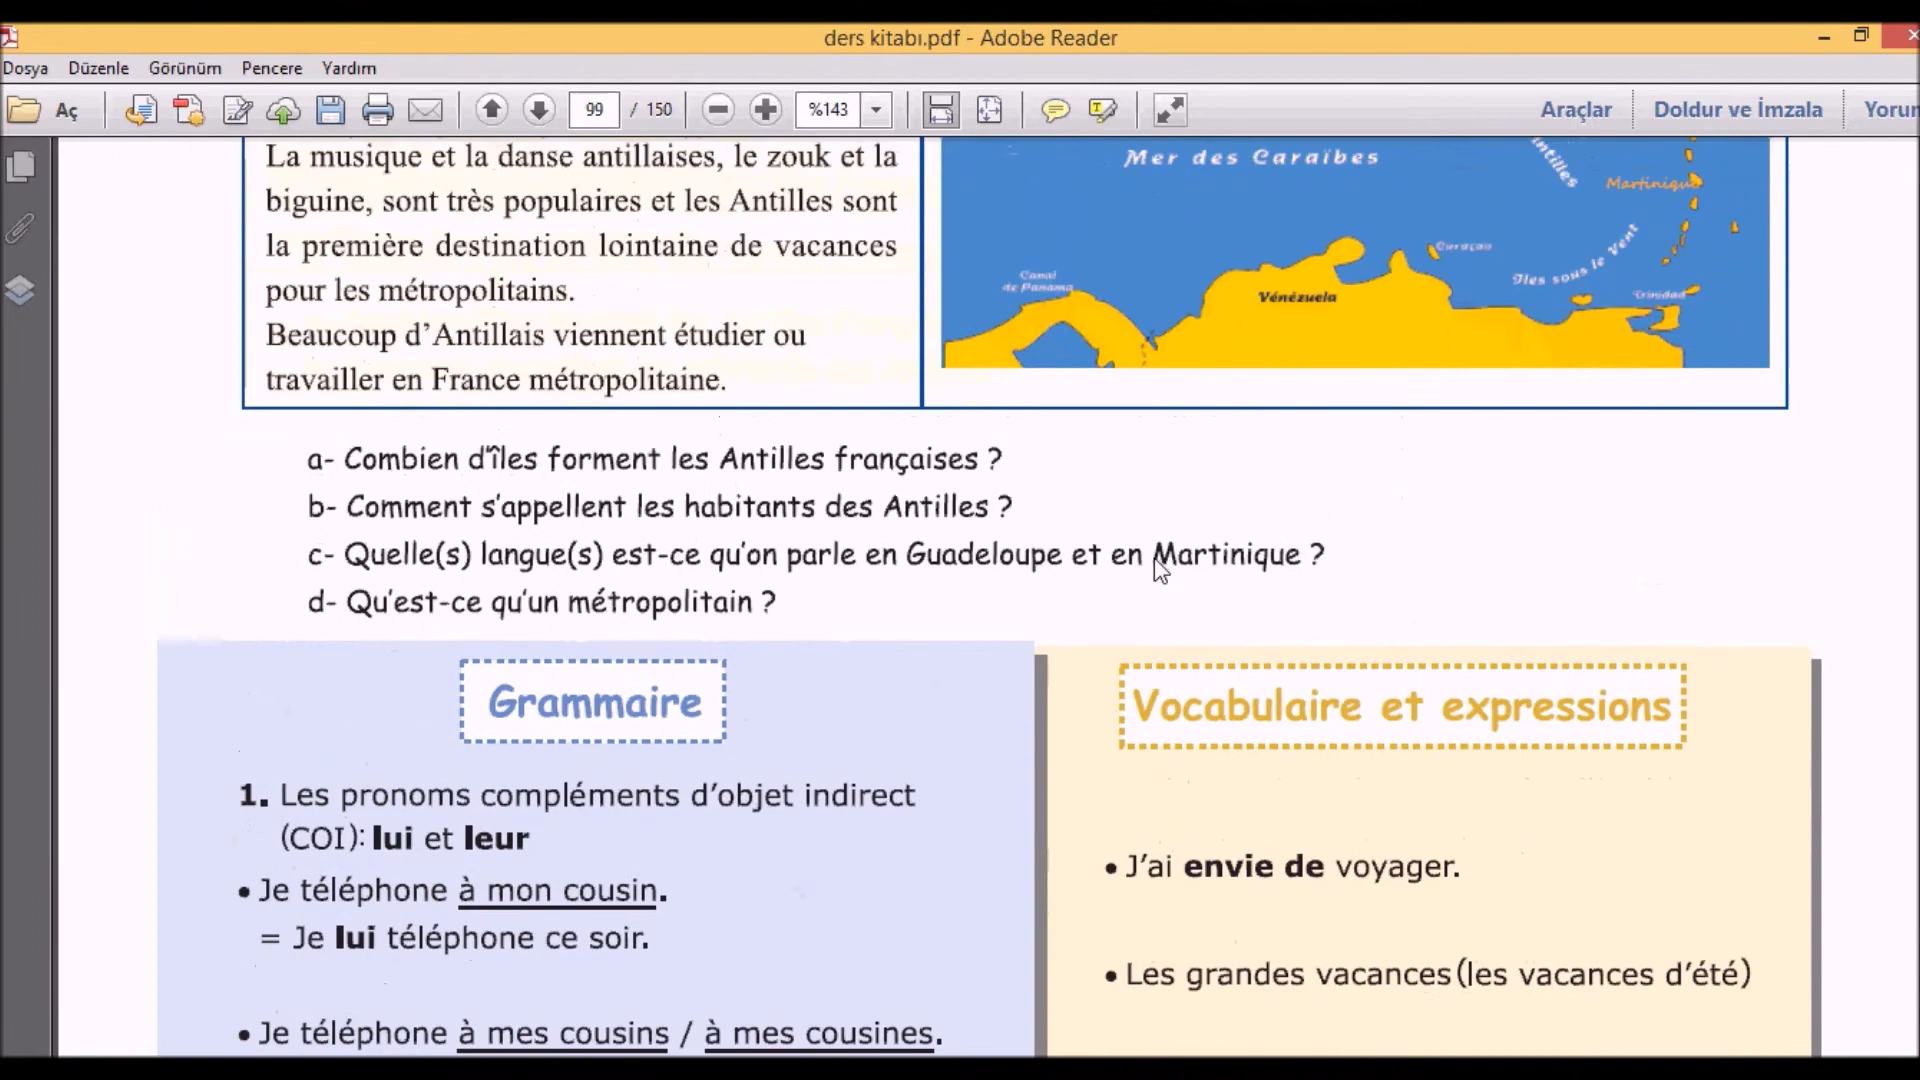 ders kitabı.pdf - Adobe Reader
Dosya Düzenle Görünüm Pencere Yardım
Aç 99 / 150 %143 Araçlar Doldur ve İmzala
La musique et la danse antillaises, le zouk et la
biguine, sont très populaires et les Antilles sont
la première destination lointaine de vacances
pour les métropolitains.
Beaucoup d'Antillais viennent étudier ou
travailler en France métropolitaine.
Mer des Caraïbes
Martinique
Curaçao
Iles sous le Vent
Canal
de Panama
Vénézuela
Trinidad
a- Combien d'îles forment les Antilles françaises ?
b- Comment s'appellent les habitants des Antilles ?
c- Quelle(s) langue(s) est-ce qu'on parle en Guadeloupe et en Martinique ?
d- Qu'est-ce qu'un métropolitain ?
Grammaire
1. Les pronoms compléments d'objet indirect
(COI): lui et leur
• Je téléphone à mon cousin.
= Je lui téléphone ce soir.
• Je téléphone à mes cousins / à mes cousines.
Vocabulaire et expressions
• J'ai envie de voyager.
• Les grandes vacances (les vacances d'été)